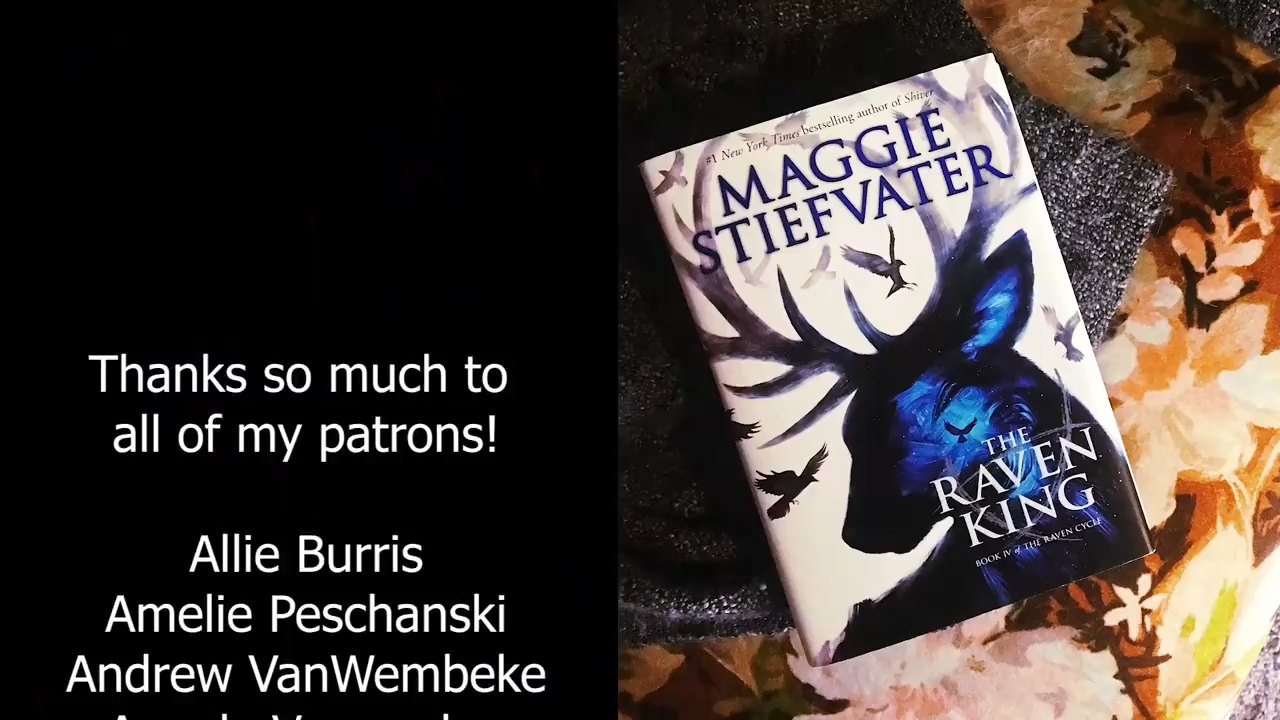 Thanks so much to
all of my patrons!
Allie Burris
Amelie Peschanski
Andrew VanWembeke
#1 New York Times bestselling author of Shiver
MAGGIE
STIEFVATER
THE
RAVEN
KING
BOOK IV of THE RAVEN CYCLE